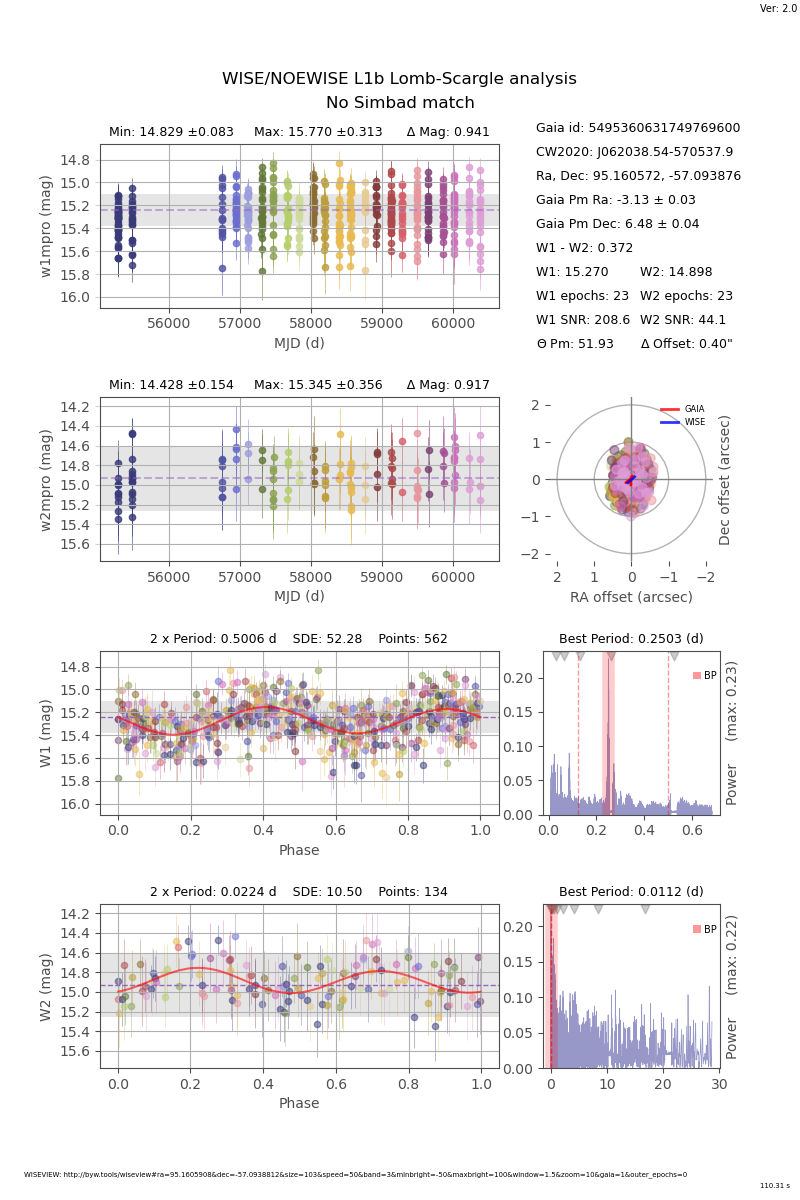 Ver: 2.0
WISE/NOEWISE L1b Lomb-Scargle analysis
No Simbad match
Min: 14.829 ±0.083 Max: 15.770 ±0.313 Δ Mag: 0.941
14.8
15.0
15.2
15.4
15.6
15.8
16.0
w1mpro (mag)
56000 57000 58000 59000 60000
MJD (d)
Gaia id: 5495360631749769600
CW2020: J062038.54-570537.9
Ra, Dec: 95.160572, -57.093876
Gaia Pm Ra: -3.13 ± 0.03
Gaia Pm Dec: 6.48 ± 0.04
W1 - W2: 0.372
W1: 15.270 W2: 14.898
W1 epochs: 23 W2 epochs: 23
W1 SNR: 208.6 W2 SNR: 44.1
Θ Pm: 51.93 Δ Offset: 0.40"
Min: 14.428 ±0.154 Max: 15.345 ±0.356 Δ Mag: 0.917
14.2
14.4
14.6
14.8
15.0
15.2
15.4
15.6
w2mpro (mag)
56000 57000 58000 59000 60000
MJD (d)
GAIA
WISE
2
1
0
−1
−2
2 1 0 −1 −2
RA offset (arcsec)
Dec offset (arcsec)
2 x Period: 0.5006 d SDE: 52.28 Points: 562
14.8
15.0
15.2
15.4
15.6
15.8
16.0
W1 (mag)
0.0 0.2 0.4 0.6 0.8 1.0
Phase
Best Period: 0.2503 (d)
BP
0.20
0.15
0.10
0.05
0.00
0.0 0.2 0.4 0.6
Power (max: 0.23)
2 x Period: 0.0224 d SDE: 10.50 Points: 134
14.2
14.4
14.6
14.8
15.0
15.2
15.4
15.6
W2 (mag)
0.0 0.2 0.4 0.6 0.8 1.0
Phase
Best Period: 0.0112 (d)
BP
0.20
0.15
0.10
0.05
0.00
0 10 20 30
Power (max: 0.22)
WISEVIEW: http://byw.tools/wiseview#ra=95.1605908&dec=-57.0938812&size=103&speed=50&band=3&minbright=-50&maxbright=100&window=1.5&zoom=10&gaia=1&outer_epochs=0
110.31 s